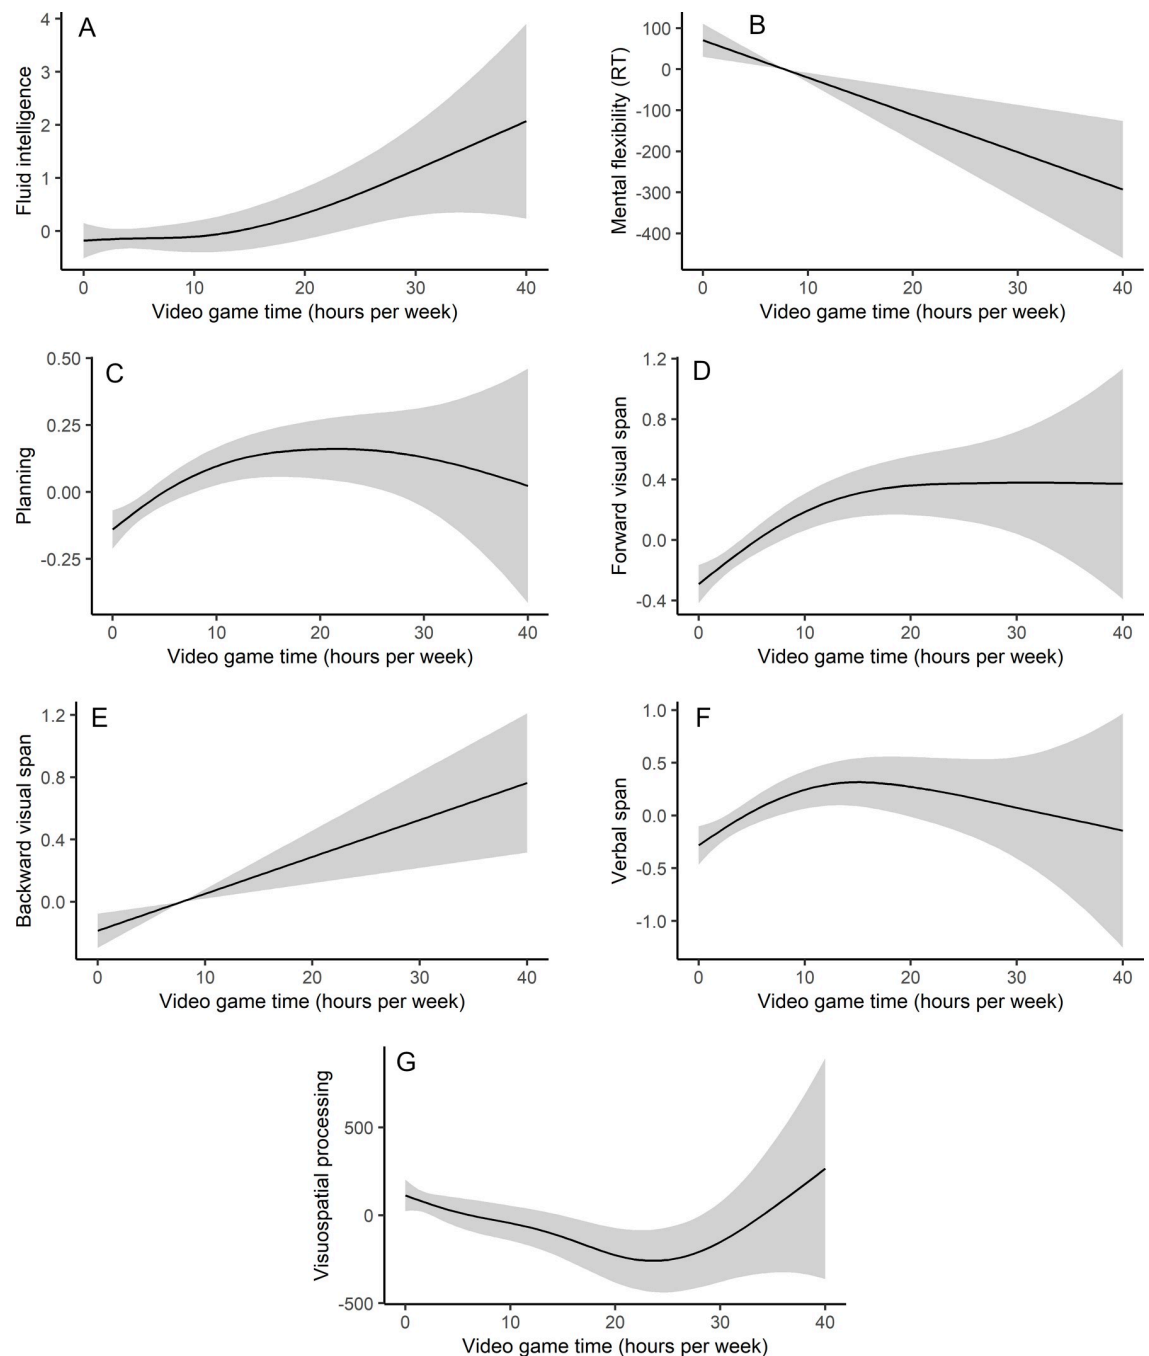 A
Fluid intelligence
4
3
2
1
0
0 10 20 30 40
Video game time (hours per week)
B
Mental flexibility (RT)
100
0
-100
-200
-300
-400
0 10 20 30 40
Video game time (hours per week)
C
Planning
0.50
0.25
0.00
-0.25
0 10 20 30 40
Video game time (hours per week)
D
Forward visual span
1.2
0.8
0.4
0.0
-0.4
0 10 20 30 40
Video game time (hours per week)
E
Backward visual span
1.2
0.8
0.4
0.0
0 10 20 30 40
Video game time (hours per week)
F
Verbal span
1.0
0.5
0.0
-0.5
-1.0
0 10 20 30 40
Video game time (hours per week)
G
Visuospatial processing
500
0
-500
0 10 20 30 40
Video game time (hours per week)